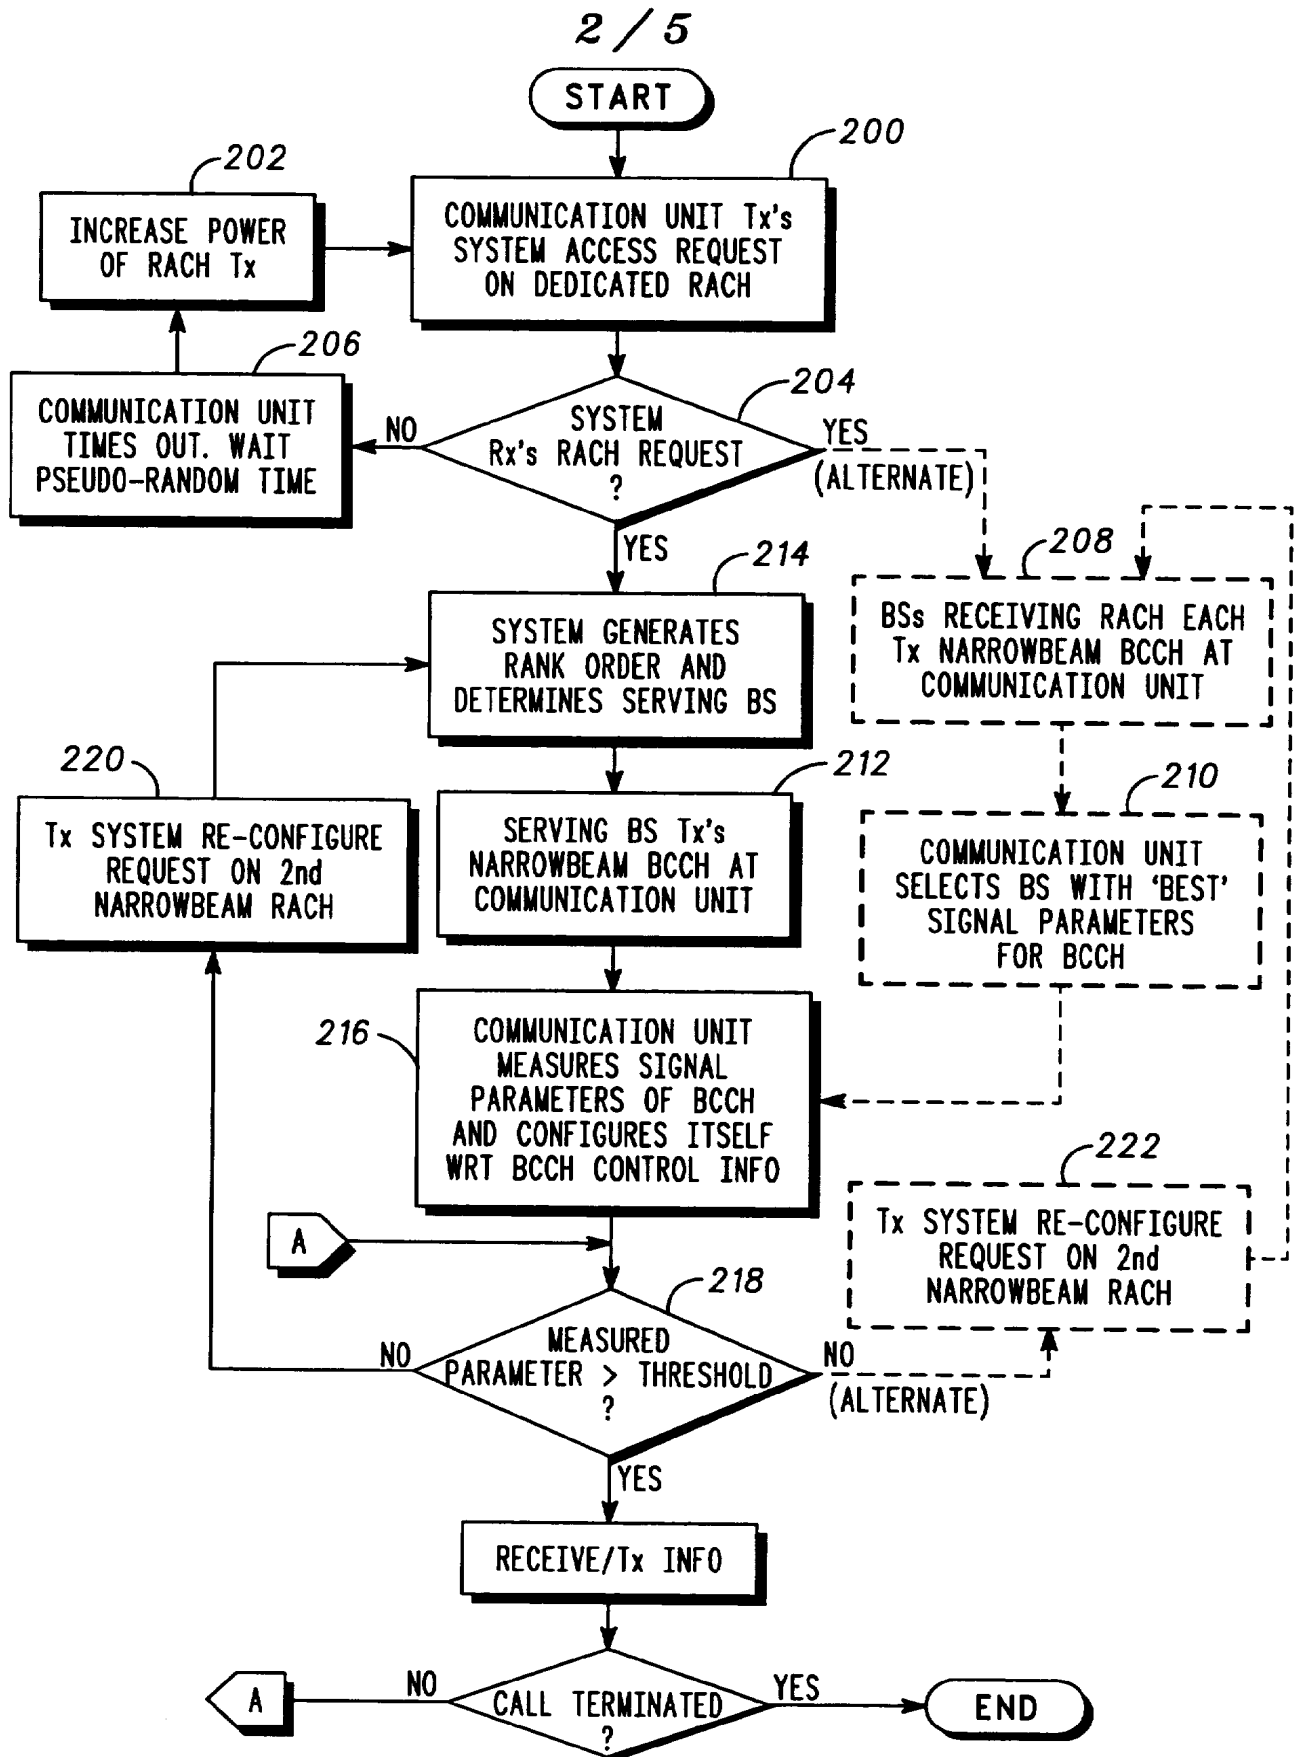 2 / 5
START
200
202
INCREASE POWER
OF RACH Tx
COMMUNICATION UNIT Tx's
SYSTEM ACCESS REQUEST
ON DEDICATED RACH
206
COMMUNICATION UNIT
TIMES OUT. WAIT
PSEUDO-RANDOM TIME
204
NO
SYSTEM
Rx's RACH REQUEST
?
YES
(ALTERNATE)
YES
214
SYSTEM GENERATES
RANK ORDER AND
DETERMINES SERVING BS
208
BSs RECEIVING RACH EACH
Tx NARROWBEAM BCCH AT
COMMUNICATION UNIT
220
Tx SYSTEM RE-CONFIGURE
REQUEST ON 2nd
NARROWBEAM RACH
212
SERVING BS Tx's
NARROWBEAM BCCH AT
COMMUNICATION UNIT
210
COMMUNICATION UNIT
SELECTS BS WITH 'BEST'
SIGNAL PARAMETERS
FOR BCCH
216
COMMUNICATION UNIT
MEASURES SIGNAL
PARAMETERS OF BCCH
AND CONFIGURES ITSELF
WRT BCCH CONTROL INFO
222
Tx SYSTEM RE-CONFIGURE
REQUEST ON 2nd
NARROWBEAM RACH
A
218
NO
MEASURED
PARAMETER > THRESHOLD
?
NO
(ALTERNATE)
YES
RECEIVE/Tx INFO
A
NO
CALL TERMINATED
?
YES
END